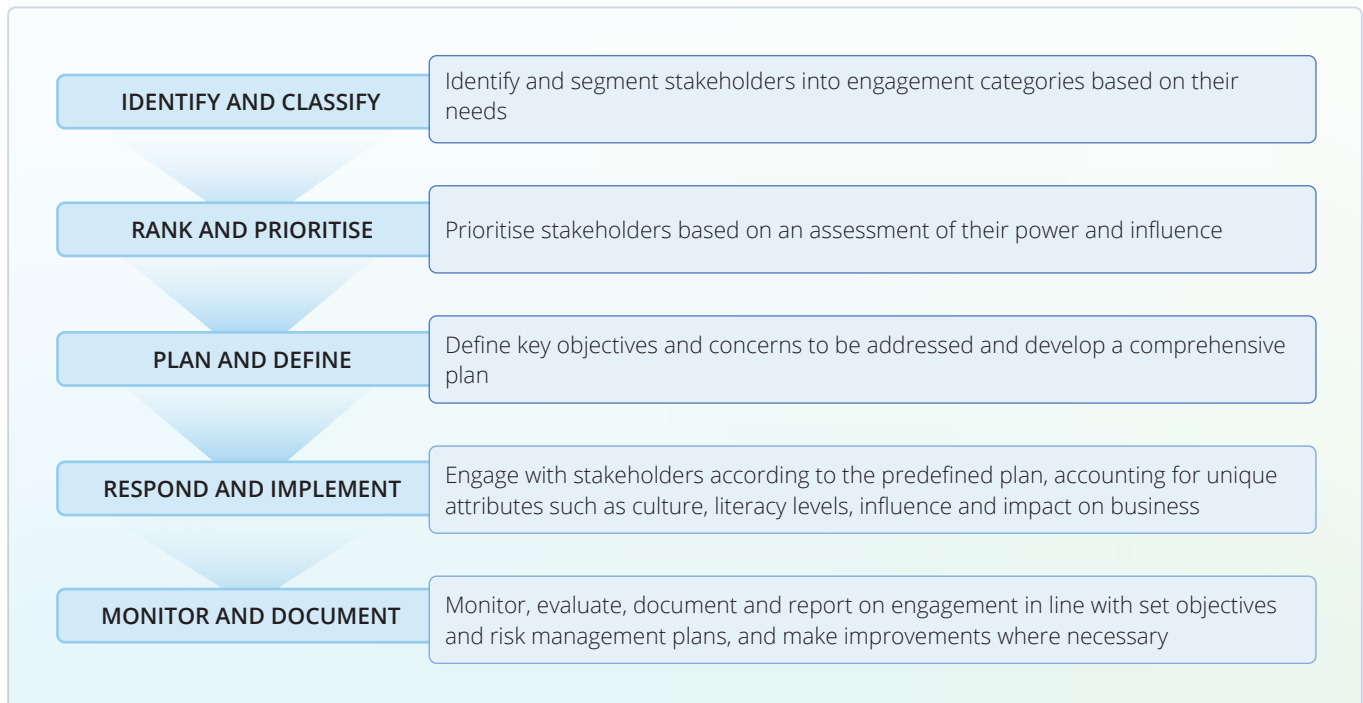 IDENTIFY AND CLASSIFY
Identify and segment stakeholders into engagement categories based on their
needs
RANK AND PRIORITISE
Prioritise stakeholders based on an assessment of their power and influence
PLAN AND DEFINE
Define key objectives and concerns to be addressed and develop a comprehensive
plan
RESPOND AND IMPLEMENT
Engage with stakeholders according to the predefined plan, accounting for unique
attributes such as culture, literacy levels, influence and impact on business
MONITOR AND DOCUMENT
Monitor, evaluate, document and report on engagement in line with set objectives
and risk management plans, and make improvements where necessary